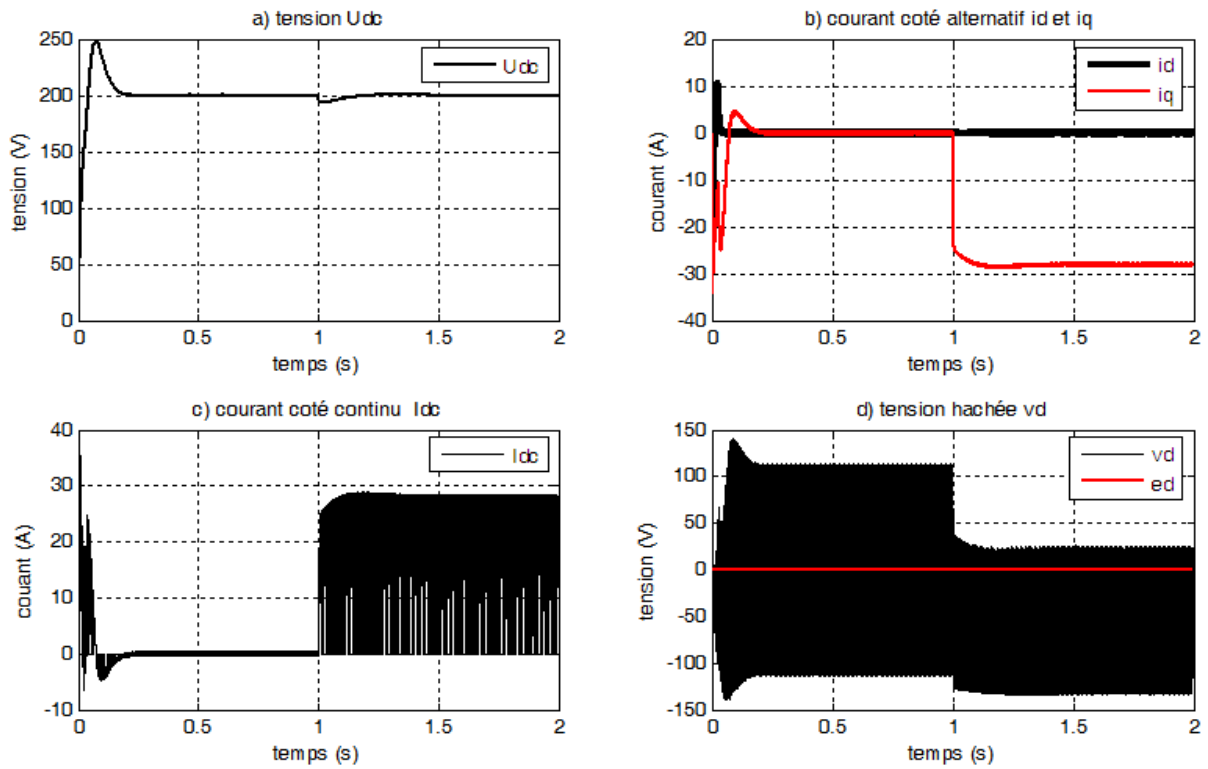 a) tension Udc
250
200
150
100
50
0
tension (V)
Udc
0
0.5
1
1.5
2
temps (s)
b) courant coté alternatif id et iq
20
10
0
-10
-20
-30
-40
courant (A)
id
iq
0
0.5
1
1.5
2
temps (s)
c) courant coté continu Idc
40
30
20
10
0
-10
couant (A)
Idc
0
0.5
1
1.5
2
temps (s)
d) tension hachée vd
150
100
50
0
-50
-100
-150
tension (V)
vd
ed
0
0.5
1
1.5
2
temps (s)